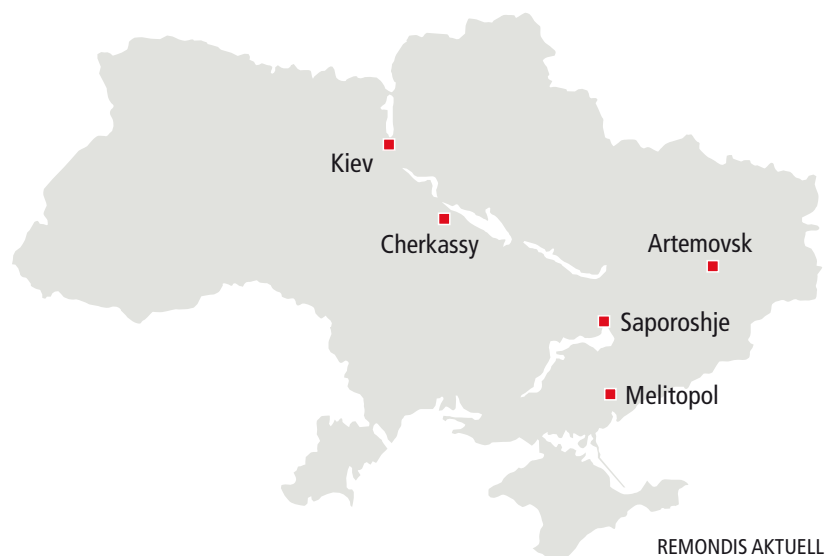 Kiev
Cherkassy
Artemovsk
Saporoshje
Melitopol
REMONDIS AKTUELL